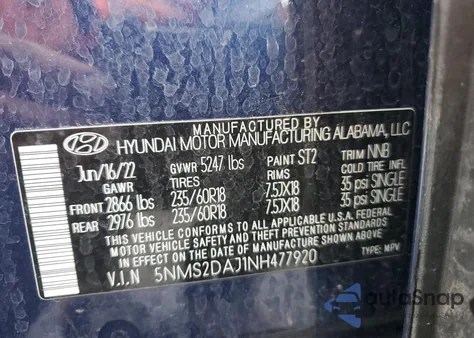 MANUFACTURED BY
HYUNDAI MOTOR MANUFACTURING ALABAMA, LLC
Jun/16/22 GVWR 5247 lbs PAINT ST2 TRIM NNB
GAWR TIRES RIMS COLD TIRE INFL
FRONT 2866 lbs 235/60R18 7.5JX18 35 psi SINGLE
REAR 2976 lbs 235/60R18 7.5JX18 35 psi SINGLE
THIS VEHICLE CONFORMS TO ALL APPLICABLE U.S.A. FEDERAL
MOTOR VEHICLE SAFETY AND THEFT PREVENTION STANDARDS
IN EFFECT ON THE DATE OF MANUFACTURE SHOWN ABOVE.
V.I.N 5NMS2DAJ1NH477920 TYPE: MPV
autoSnap